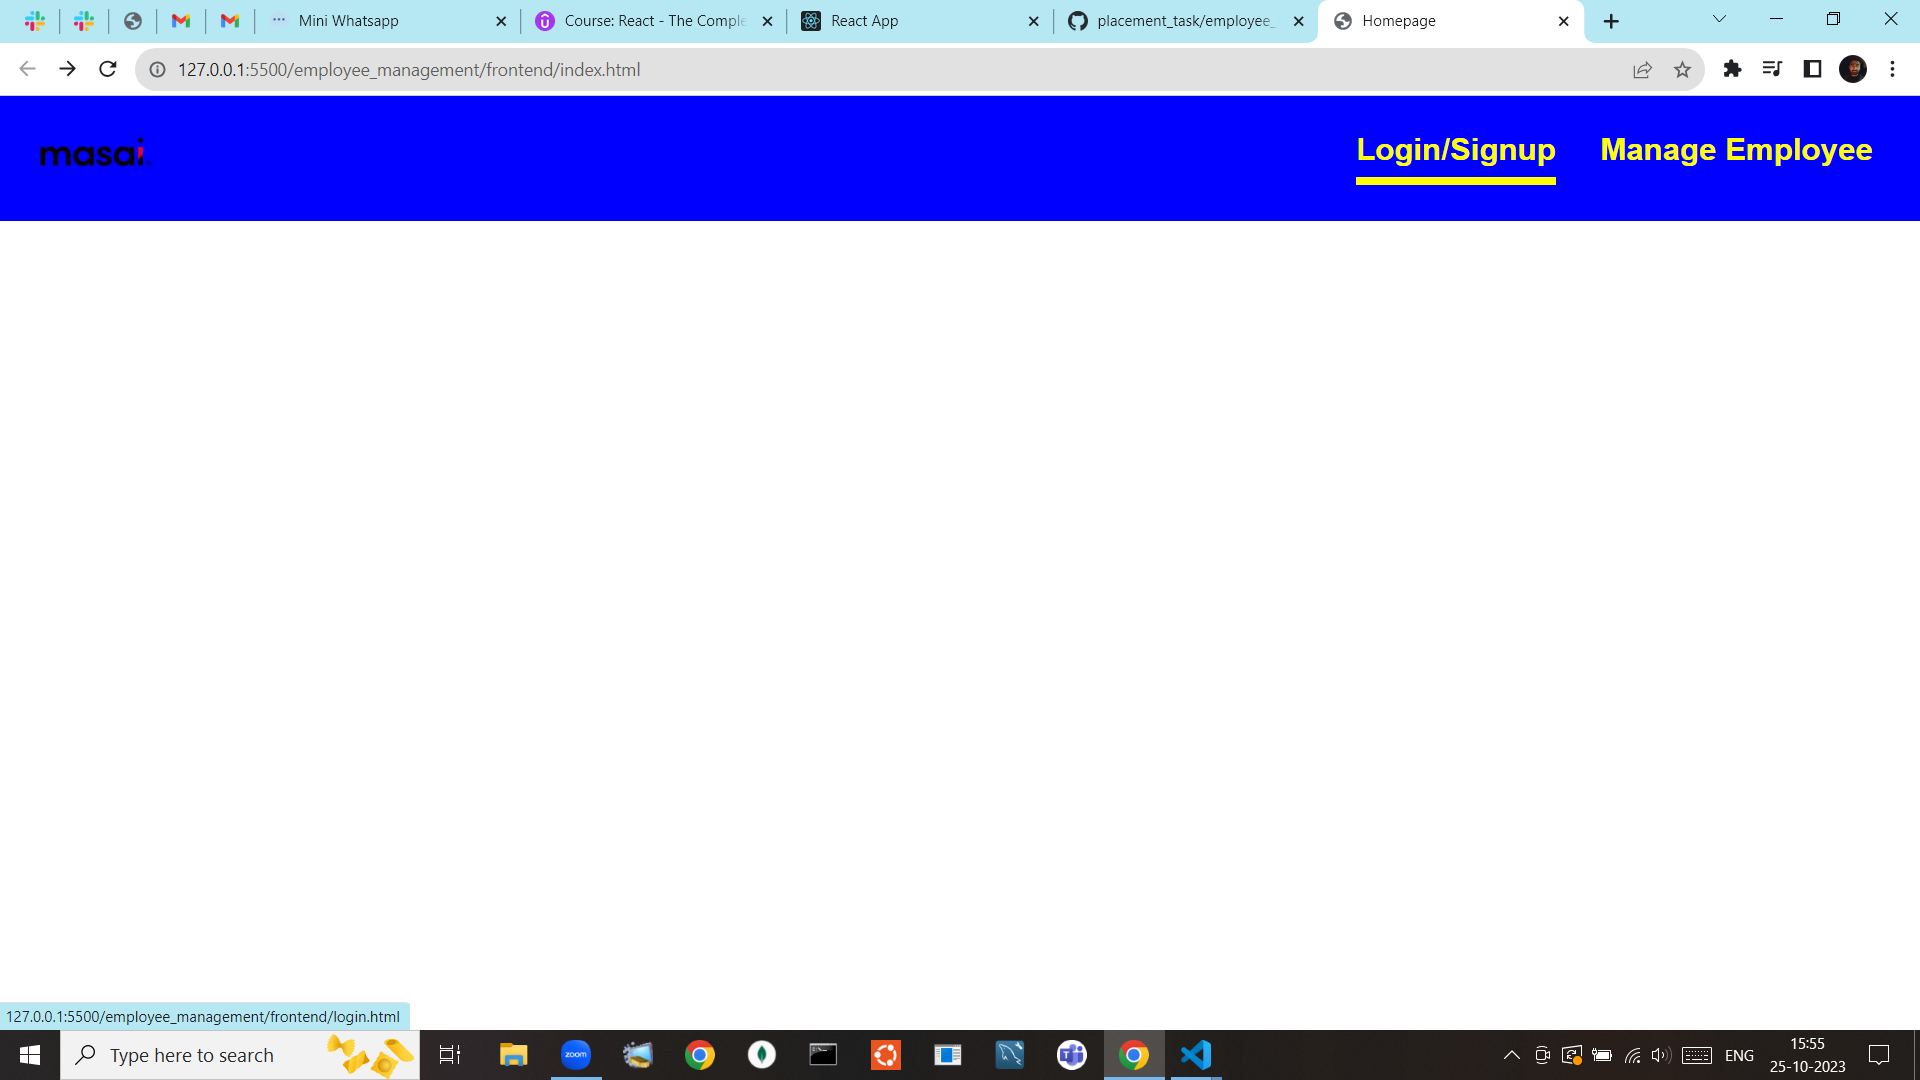 Mini Whatsapp
Course: React - The Comple
React App
placement_task/employee_
Homepage
127.0.0.1:5500/employee_management/frontend/index.html
masai.
Login/Signup
Manage Employee
127.0.0.1:5500/employee_management/frontend/login.html
Type here to search
zoom
ENG
15:55
25-10-2023